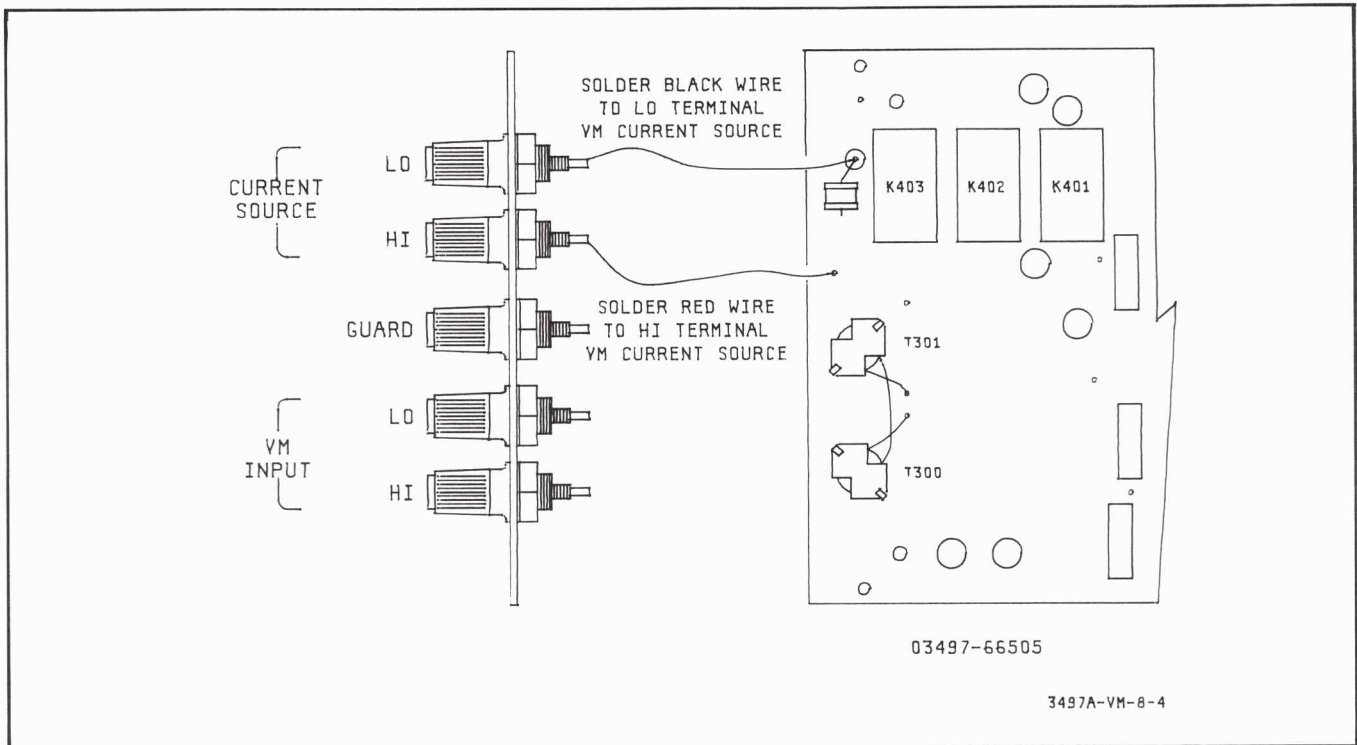 SOLDER BLACK WIRE
TO LO TERMINAL
VM CURRENT SOURCE
CURRENT
SOURCE
LO
HI
K403
K402
K401
GUARD
SOLDER RED WIRE
TO HI TERMINAL
VM CURRENT SOURCE
T301
VM
INPUT
LO
HI
T300
03497-66505
3497A-VM-8-4